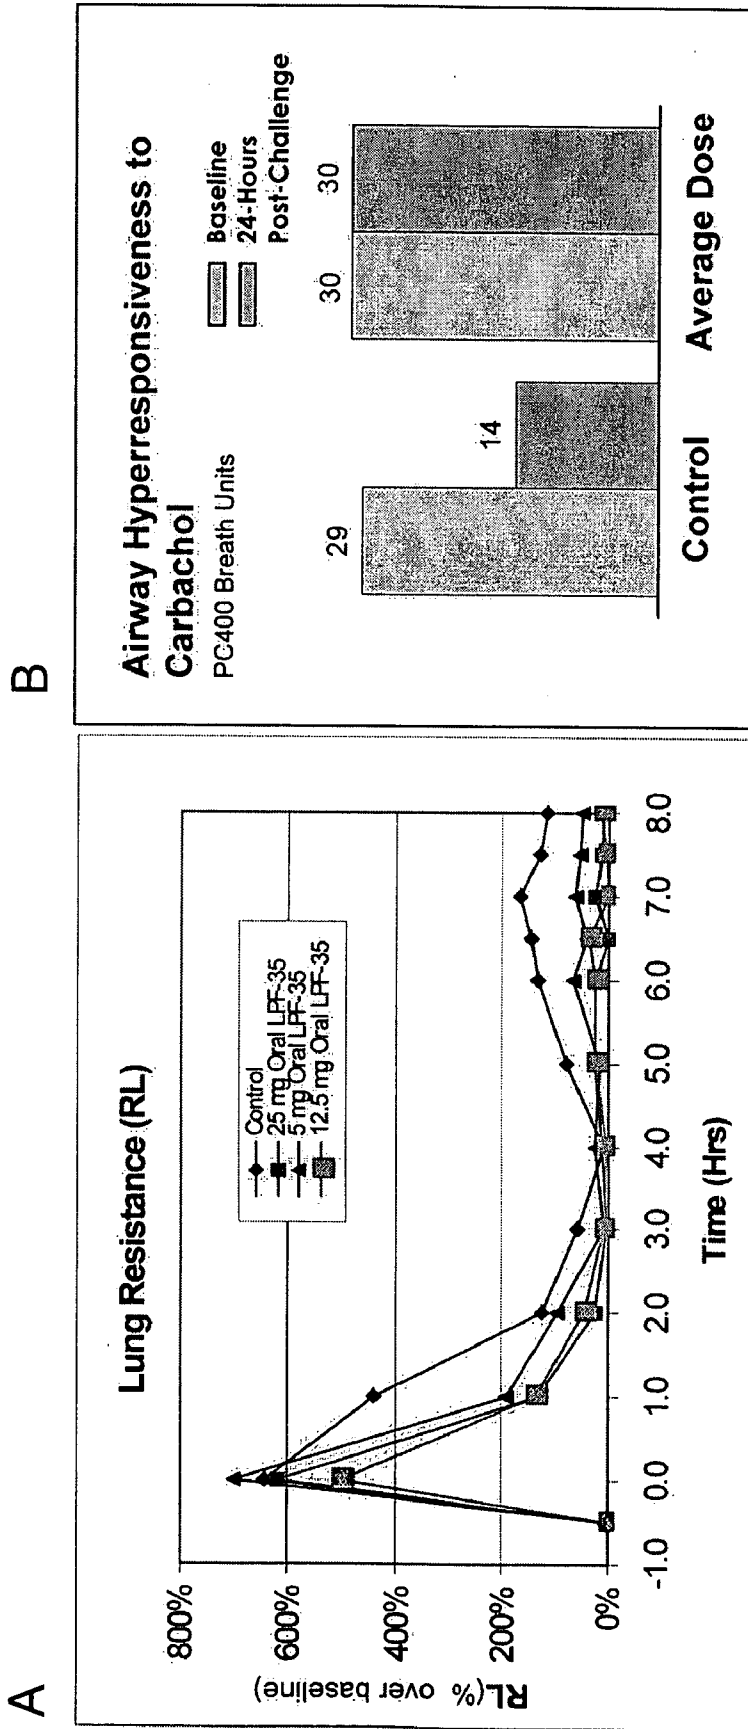 A
Lung Resistance (RL)
800%
600%
400%
200%
0%
RL(% over baseline)
Control
25 mg Oral LPF-35
5 mg Oral LPF-35
12.5 mg Oral LPF-35
-1.0 0.0 1.0 2.0 3.0 4.0 5.0 6.0 7.0 8.0
Time (Hrs)
B
Airway Hyperresponsiveness to
Carbachol
PC400 Breath Units
Baseline
24-Hours
Post-Challenge
29
14
30
30
Control
Average Dose